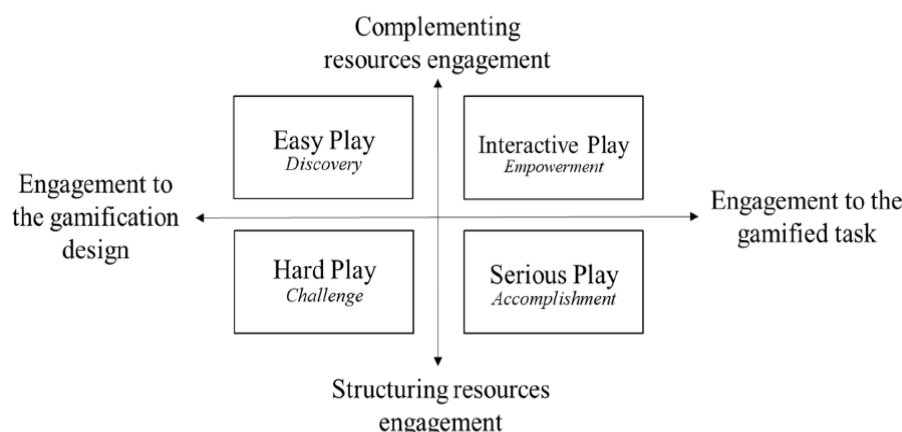 Complementing
resources engagement
Easy Play
Discovery
Interactive Play
Empowerment
Engagement to
the gamification
design
Engagement to the
gamified task
Hard Play
Challenge
Serious Play
Accomplishment
Structuring resources
engagement